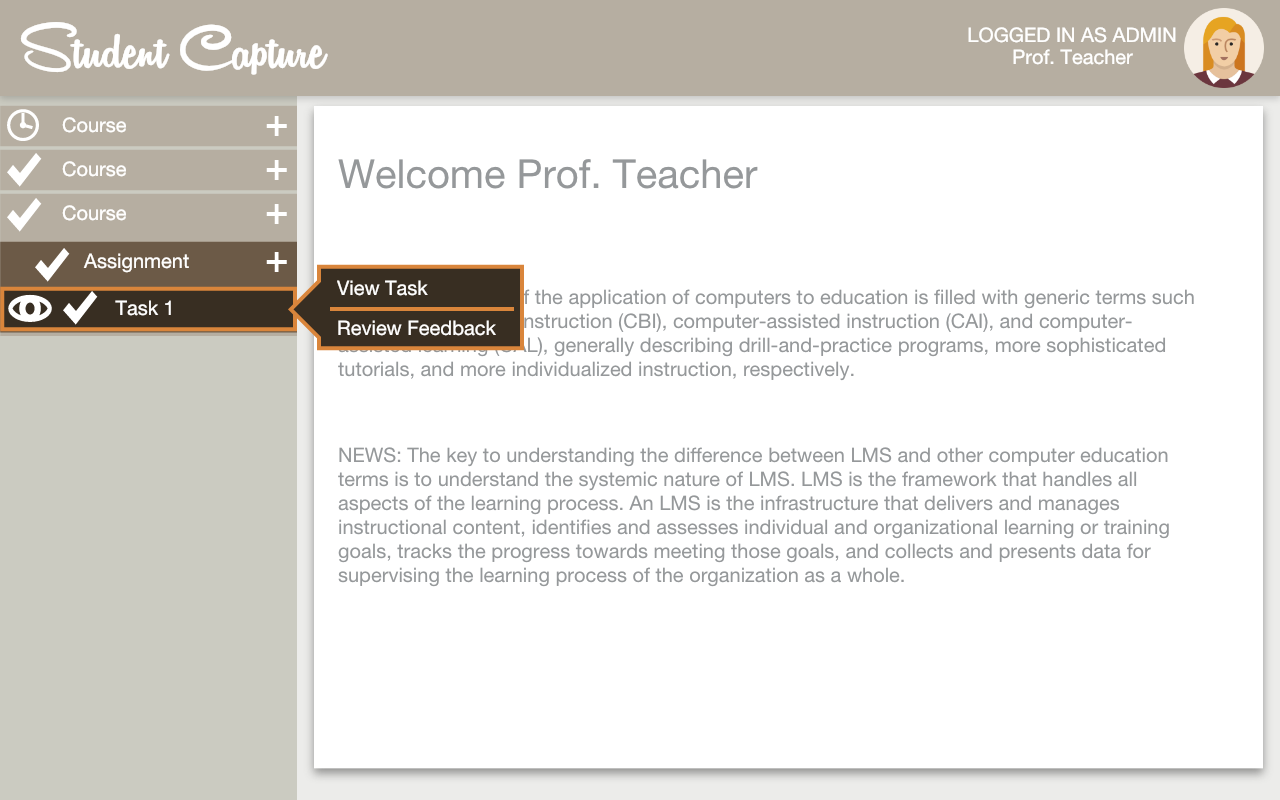 Student Capture
LOGGED IN AS ADMIN
Prof. Teacher
Course
Course
Course
Assignment
Task 1
View Task
Review Feedback
Welcome Prof. Teacher
the application of computers to education is filled with generic terms such
(CBI), computer-assisted instruction (CAI), and computer-
generally describing drill-and-practice programs, more sophisticated
tutorials, and more individualized instruction, respectively.
NEWS: The key to understanding the difference between LMS and other computer education
terms is to understand the systemic nature of LMS. LMS is the framework that handles all
aspects of the learning process. An LMS is the infrastructure that delivers and manages
instructional content, identifies and assesses individual and organizational learning or training
goals, tracks the progress towards meeting those goals, and collects and presents data for
supervising the learning process of the organization as a whole.